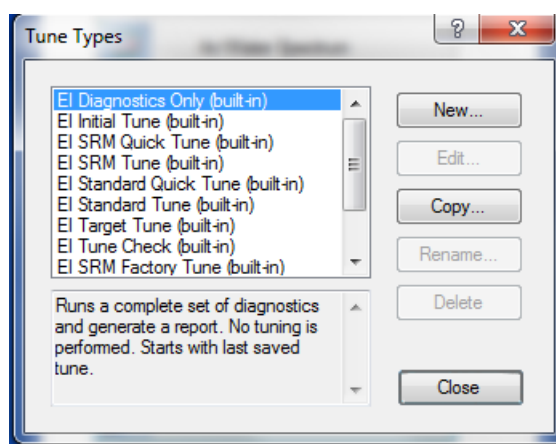 Tune Types
?
EI Diagnostics Only (built-in)
EI Initial Tune (built-in)
EI SRM Quick Tune (built-in)
EI SRM Tune (built-in)
EI Standard Quick Tune (built-in)
EI Standard Tune (built-in)
EI Target Tune (built-in)
EI Tune Check (built-in)
EI SRM Factory Tune (built-in)
New...
Edit...
Copy...
Rename...
Delete
Runs a complete set of diagnostics
and generate a report. No tuning is
performed. Starts with last saved
tune.
Close